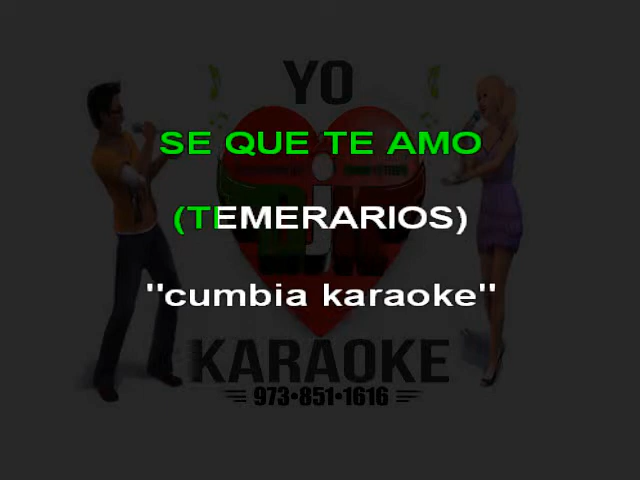 YO
SE QUE TE AMO
(TEMERARIOS)
"cumbia karaoke"
KARAOKE
973•851•1616